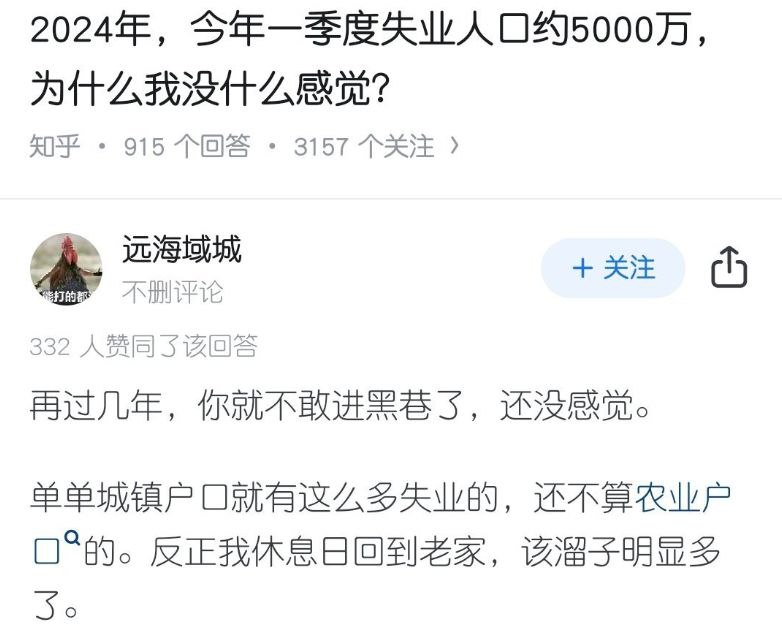 2024年，今年一季度失业人口约5000万，
为什么我没什么感觉？
知乎 · 915 个回答 · 3157 个关注 >
远海域城
不删评论
+ 关注
能打的都
332 人赞同了该回答
再过几年，你就不敢进黑巷了，还没感觉。
单单城镇户口就有这么多失业的，还不算农业户
口的。反正我休息日回到老家，该溜子明显多
了。